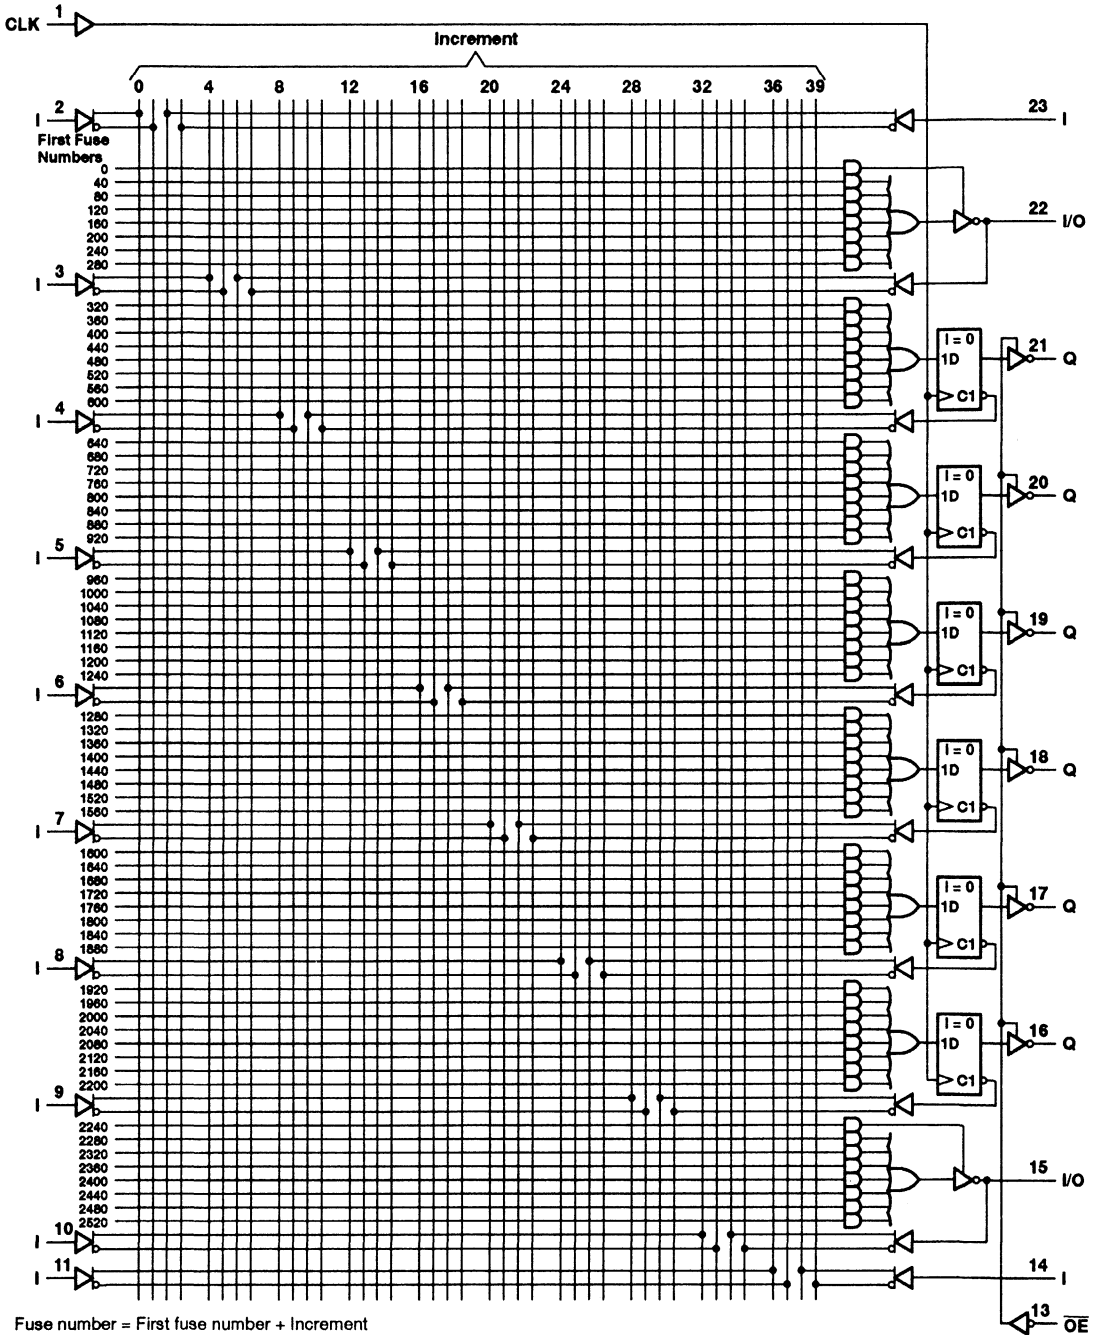 CLK 1
Increment
0 4 8 12 16 20 24 28 32 36 39
I 2 23 I
First Fuse
Numbers
0
40
80
120
160 22 I/O
200
240
280
I 3
320
360 I = 0
400
440 1D 21 Q
480
520
560
600 C1
I 4
640
680 I = 0
720
760 1D 20 Q
800
840
880
920 C1
I 5
960
1000 I = 0
1040
1080 1D 19 Q
1120
1160
1200
1240 C1
I 6
1280
1320 I = 0
1360
1400 1D 18 Q
1440
1480
1520
1560 C1
I 7
1600
1640 I = 0
1680
1720 1D 17 Q
1760
1800
1840
1880 C1
I 8
1920
1960 I = 0
2000
2040 1D 16 Q
2080
2120
2160
2200 C1
I 9
2240
2280
2320
2360
2400 15 I/O
2440
2480
2520
I 10
I 11 14 I
13 OE
Fuse number = First fuse number + Increment